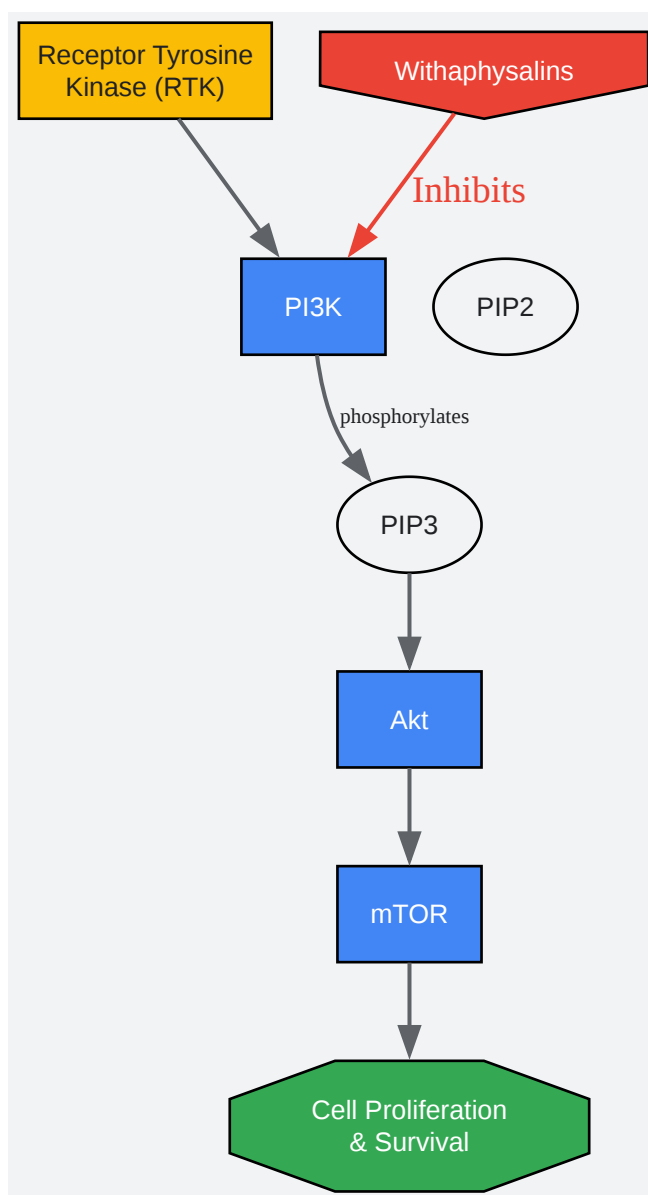 Receptor Tyrosine
Kinase (RTK)
Withaphysalins
Inhibits
PI3K
PIP2
phosphorylates
PIP3
Akt
mTOR
Cell Proliferation
& Survival